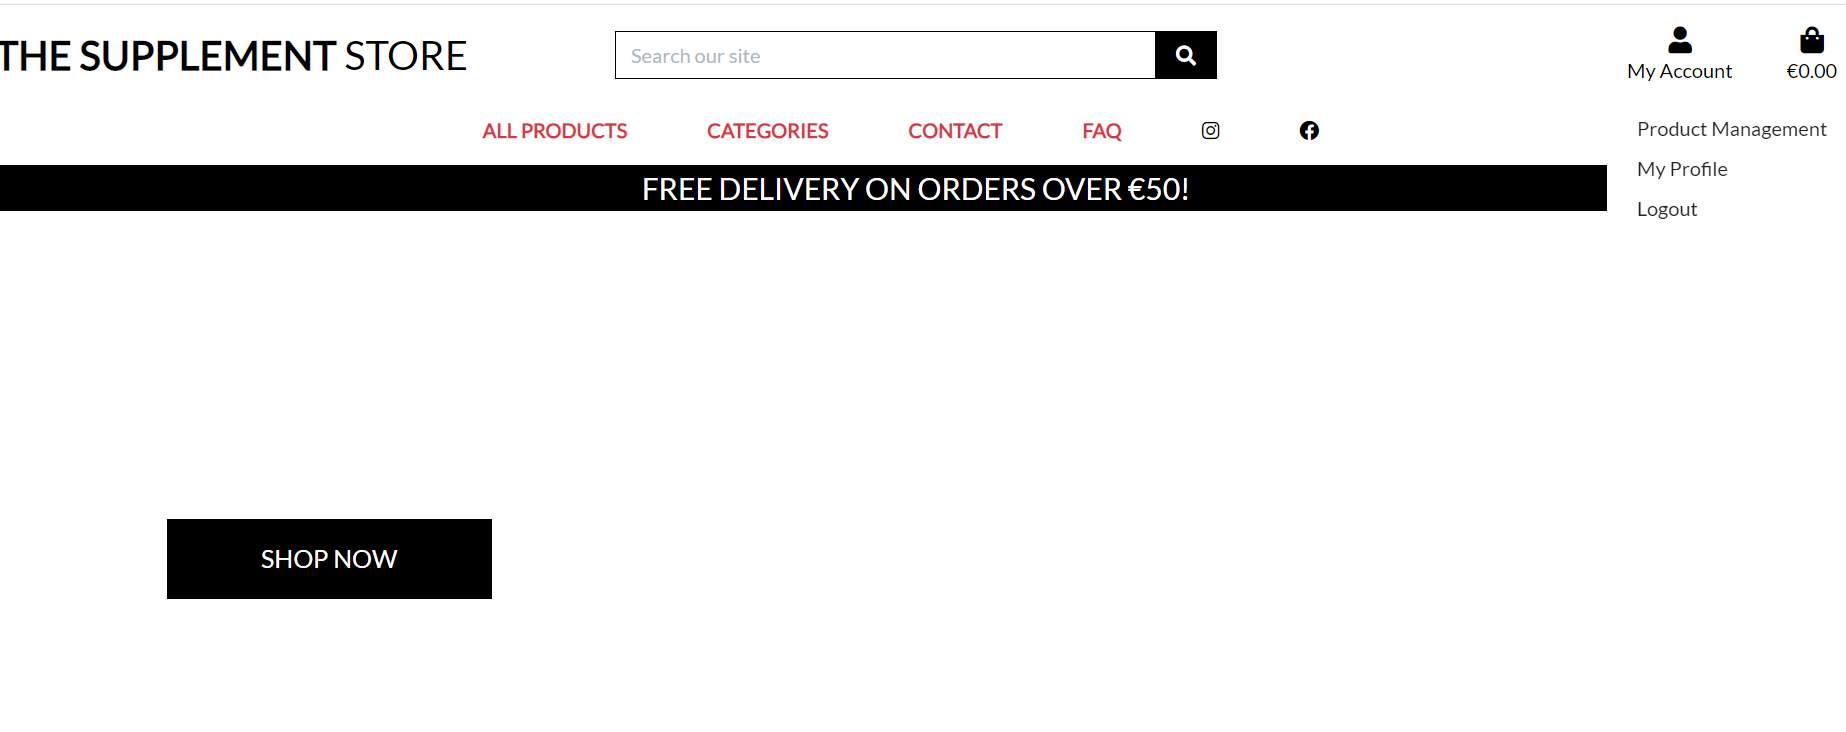 THE SUPPLEMENT STORE
Search our site
My Account
€0.00
ALL PRODUCTS CATEGORIES CONTACT FAQ
Product Management
My Profile
Logout
FREE DELIVERY ON ORDERS OVER €50!
SHOP NOW